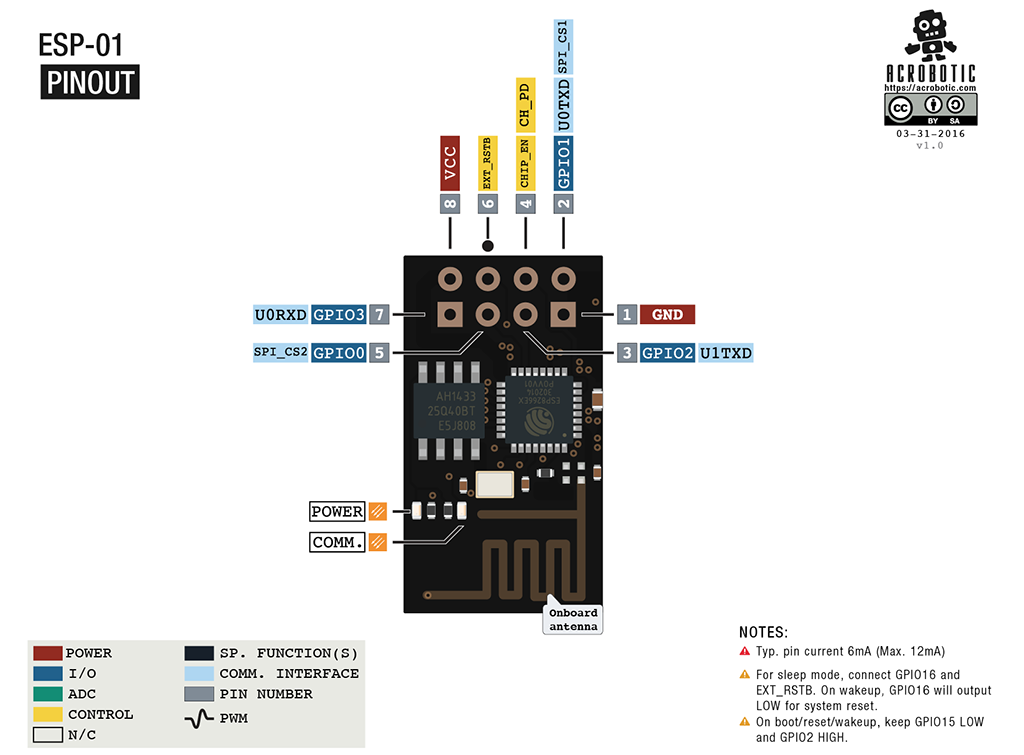 ESP-01
PINOUT
ACROBOTIC
https://acrobotic.com
cc
BY SA
03-31-2016
v1.0
VCC
8
EXT_RSTB
6
CHIP_EN CH_PD
4
GPIO1 U0TXD SPI_CS1
2
U0RXD GPIO3 7
1 GND
SPI_CS2 GPIO0 5
3 GPIO2 U1TXD
AH1433
25Q40BT
E5J808
ESP8266EX
302014
P0VV01
POWER
COMM.
Onboard
antenna
POWER
I/O
ADC
CONTROL
N/C
SP. FUNCTION(S)
COMM. INTERFACE
PIN NUMBER
PWM
NOTES:
Typ. pin current 6mA (Max. 12mA)
For sleep mode, connect GPIO16 and
EXT_RSTB. On wakeup, GPIO16 will output
LOW for system reset.
On boot/reset/wakeup, keep GPIO15 LOW
and GPIO2 HIGH.